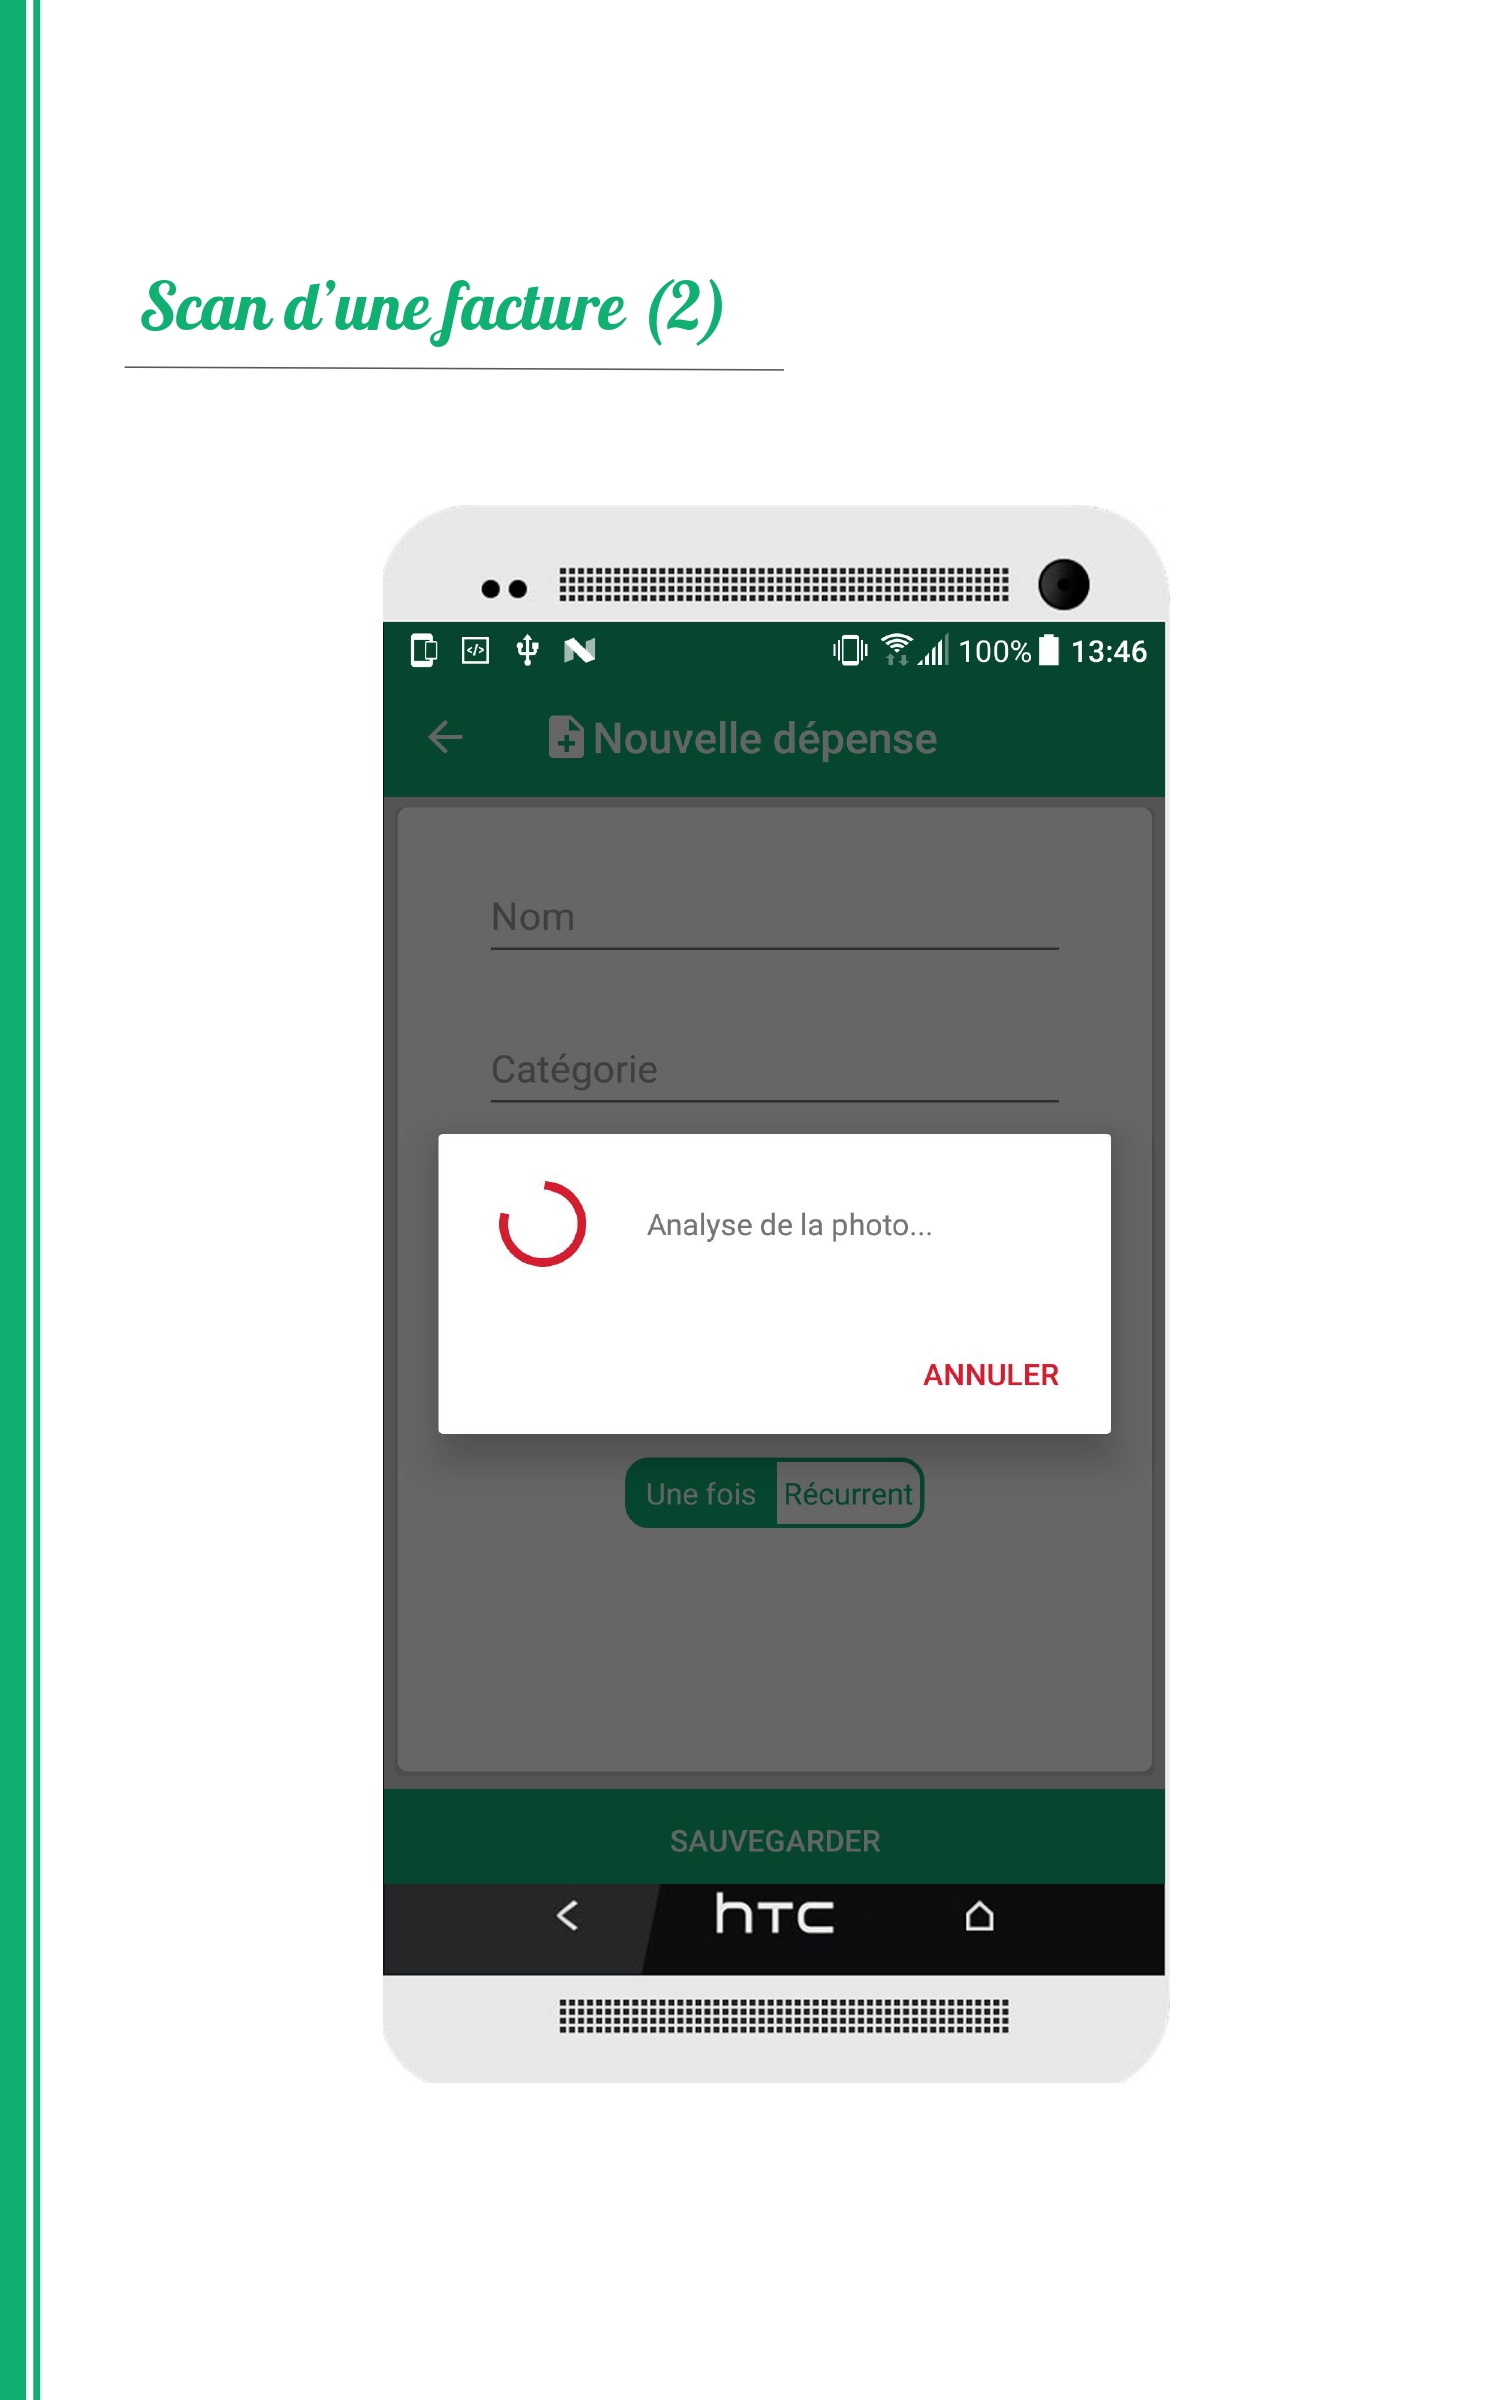 Scan d’une facture (2)
100% 13:46
Nouvelle dépense
Nom
Catégorie
Analyse de la photo...
ANNULER
Une fois Récurrent
SAUVEGARDER
hTC